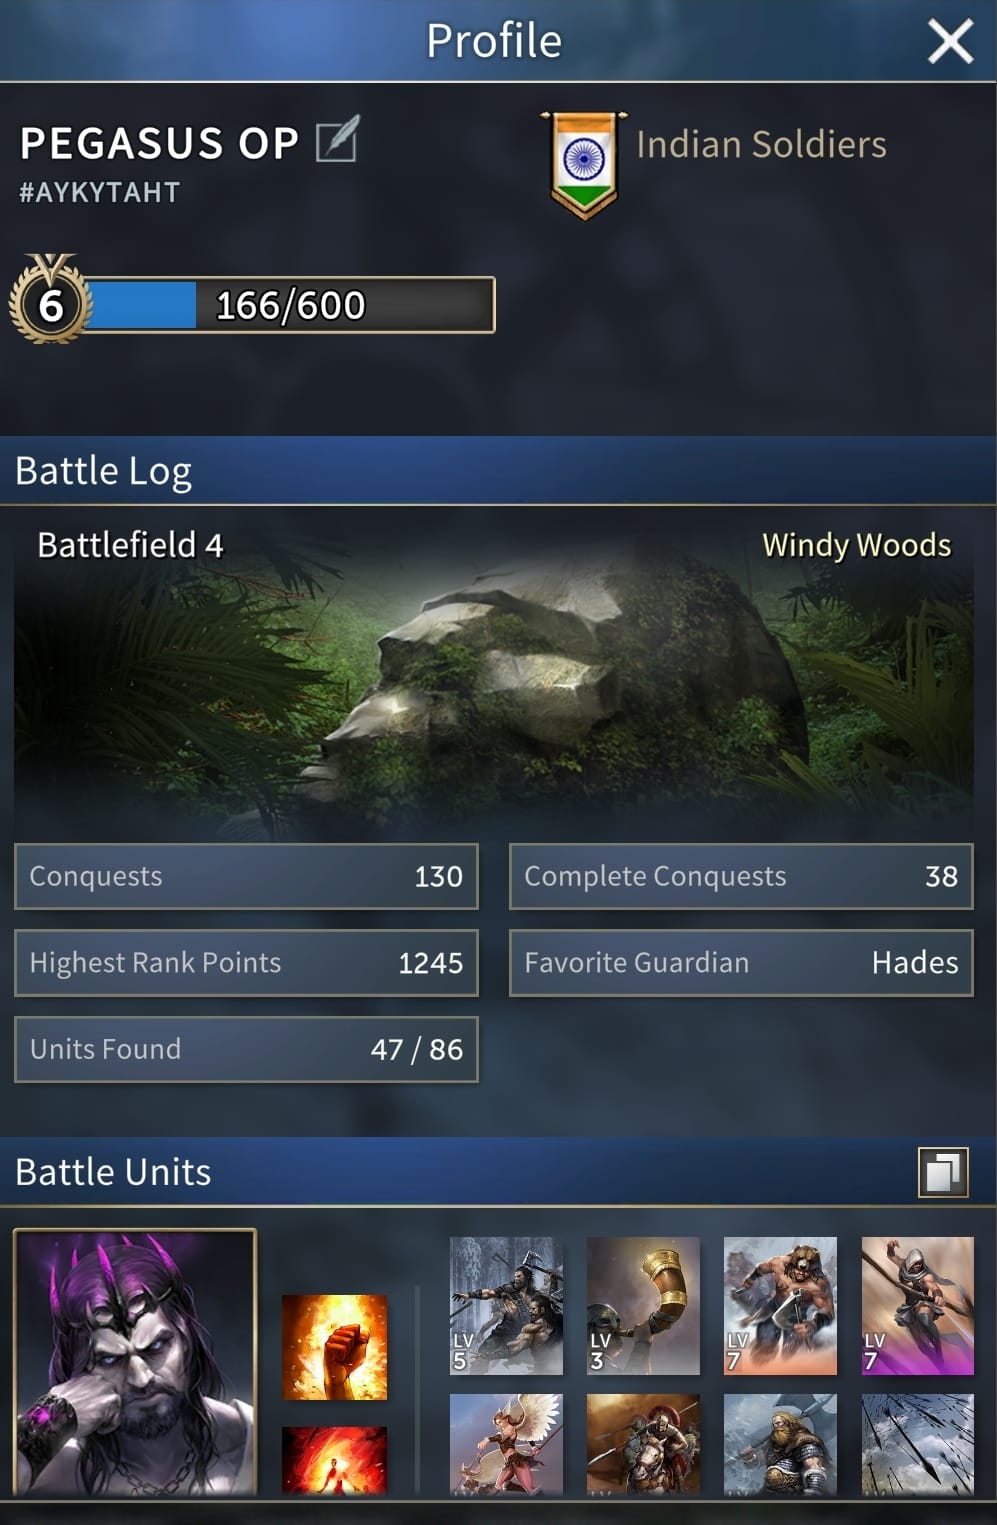 Profile
PEGASUS OP
#AYKYTAHT
Indian Soldiers
6
166/600
Battle Log
Battlefield 4
Windy Woods
Conquests 130
Complete Conquests 38
Highest Rank Points 1245
Favorite Guardian Hades
Units Found 47 / 86
Battle Units
LV 5
LV 3
LV 7
LV 7